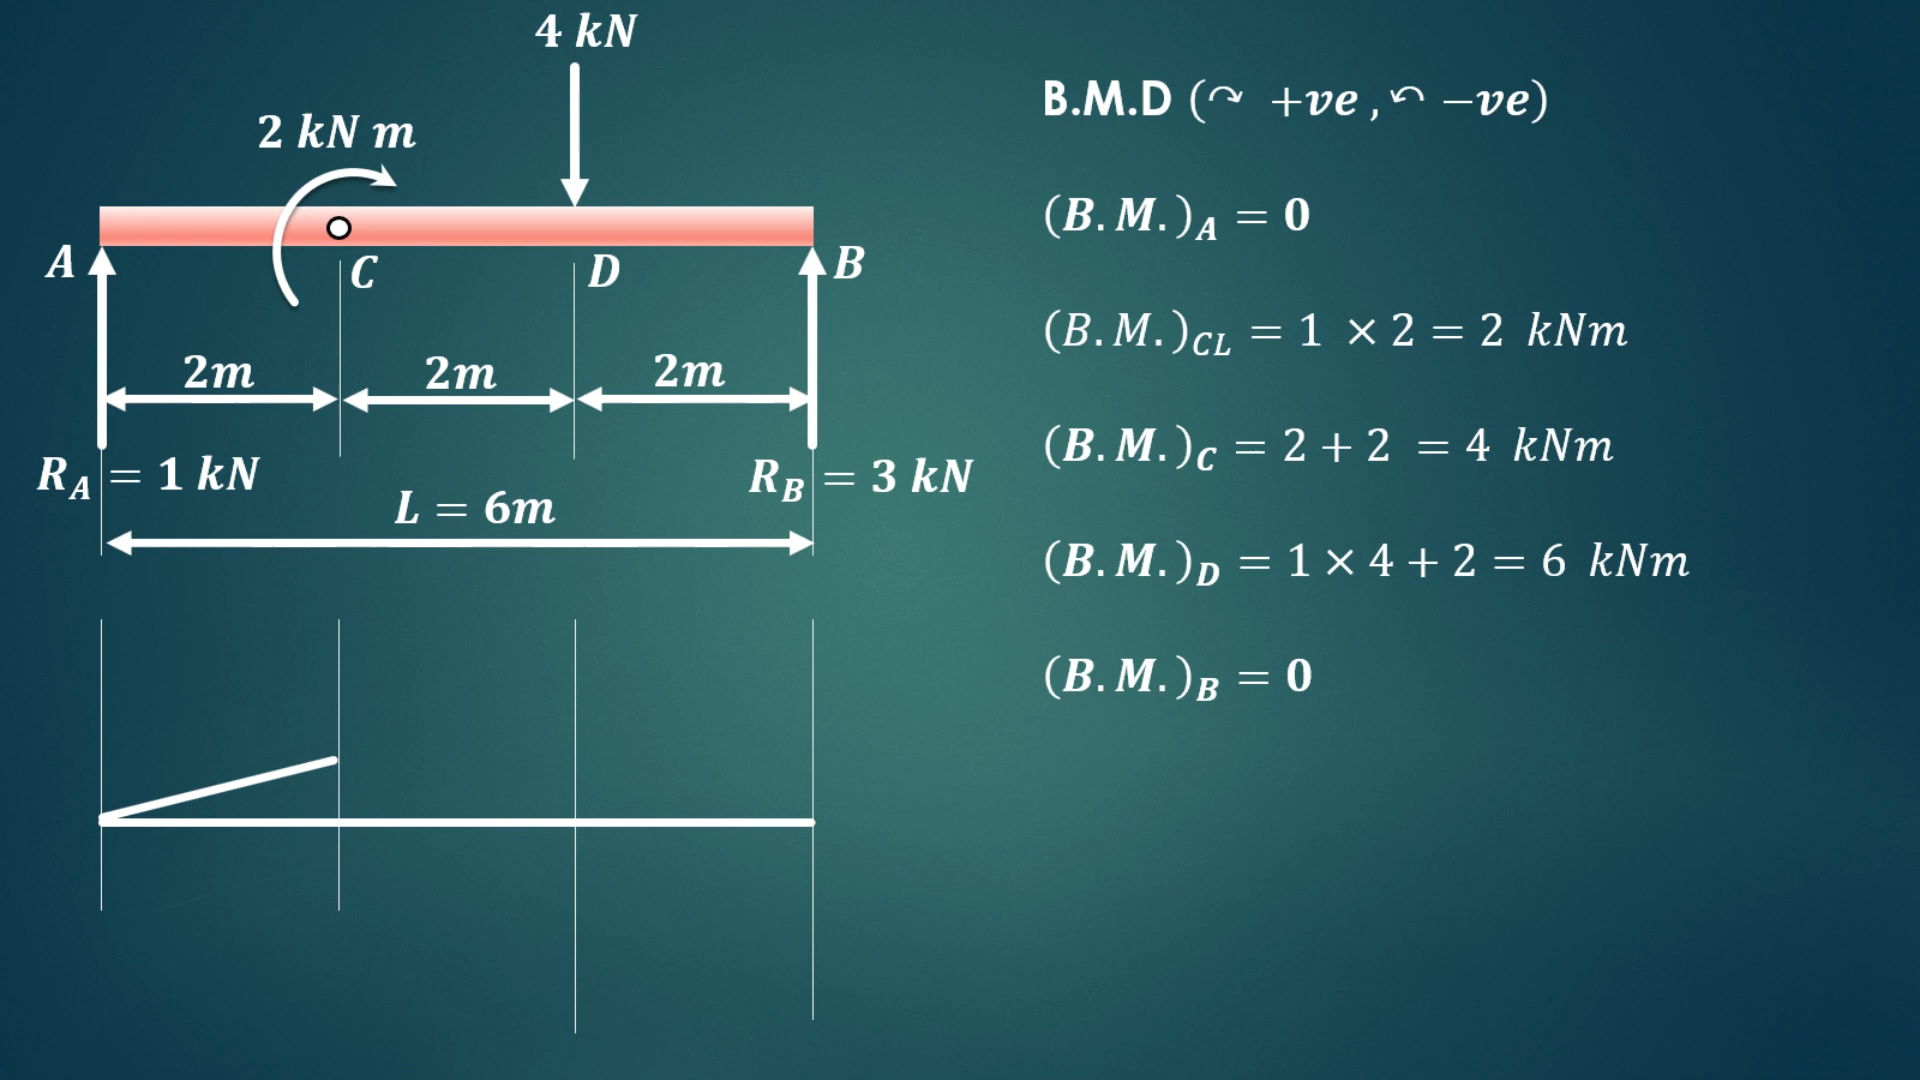 4 kN
2 kN m
A
C
D
B
2m
2m
2m
R_A = 1 kN
R_B = 3 kN
L = 6m
B.M.D (↷ +ve , ↶ −ve)
(B.M.)_A = 0
(B.M.)_CL = 1 × 2 = 2 kNm
(B.M.)_C = 2 + 2 = 4 kNm
(B.M.)_D = 1 × 4 + 2 = 6 kNm
(B.M.)_B = 0